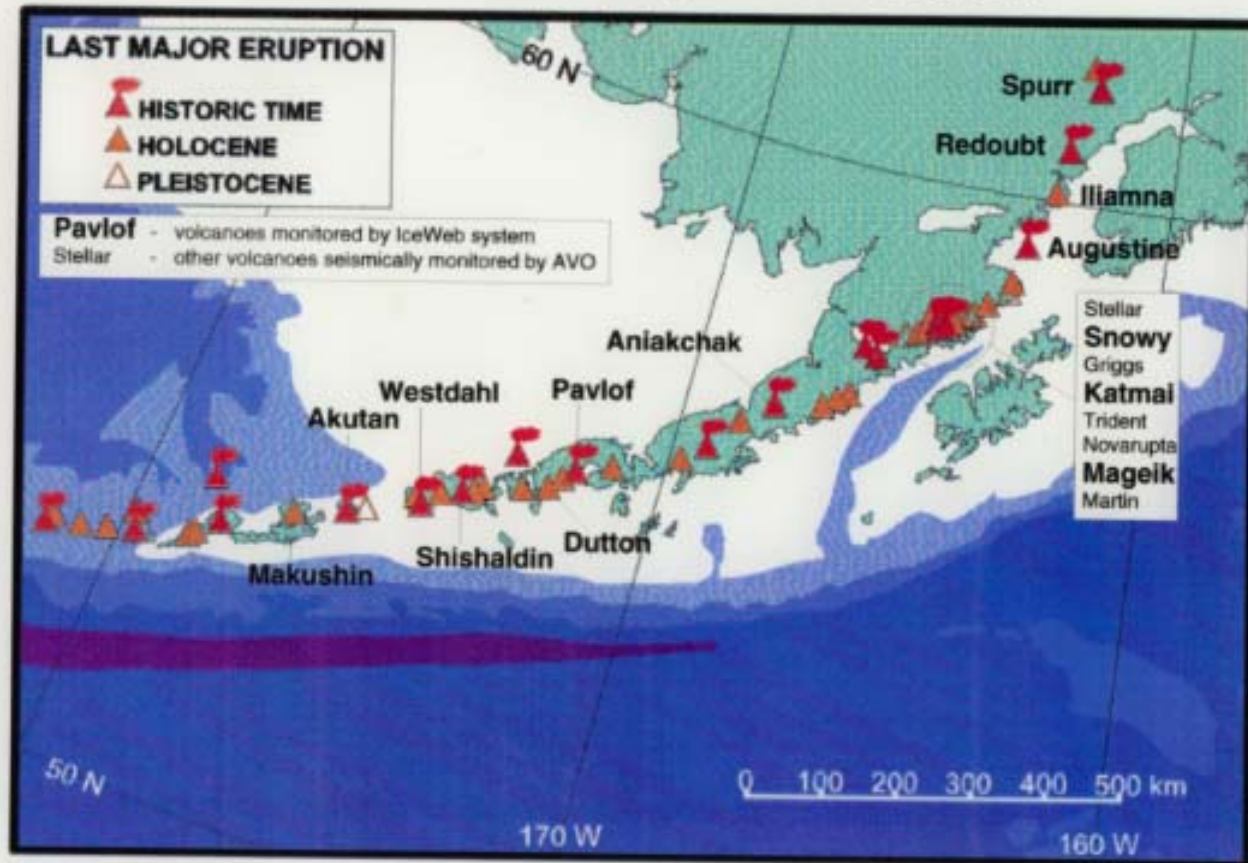 LAST MAJOR ERUPTION
HISTORIC TIME
HOLOCENE
PLEISTOCENE
Pavlof - volcanoes monitored by IceWeb system
Stellar - other volcanoes seismically monitored by AVO
60 N
Spurr
Redoubt
Iliamna
Augustine
Stellar
Snowy
Griggs
Katmai
Trident
Novarupta
Mageik
Martin
Aniakchak
Westdahl
Pavlof
Akutan
Shishaldin
Dutton
Makushin
50 N
0 100 200 300 400 500 km
170 W
160 W